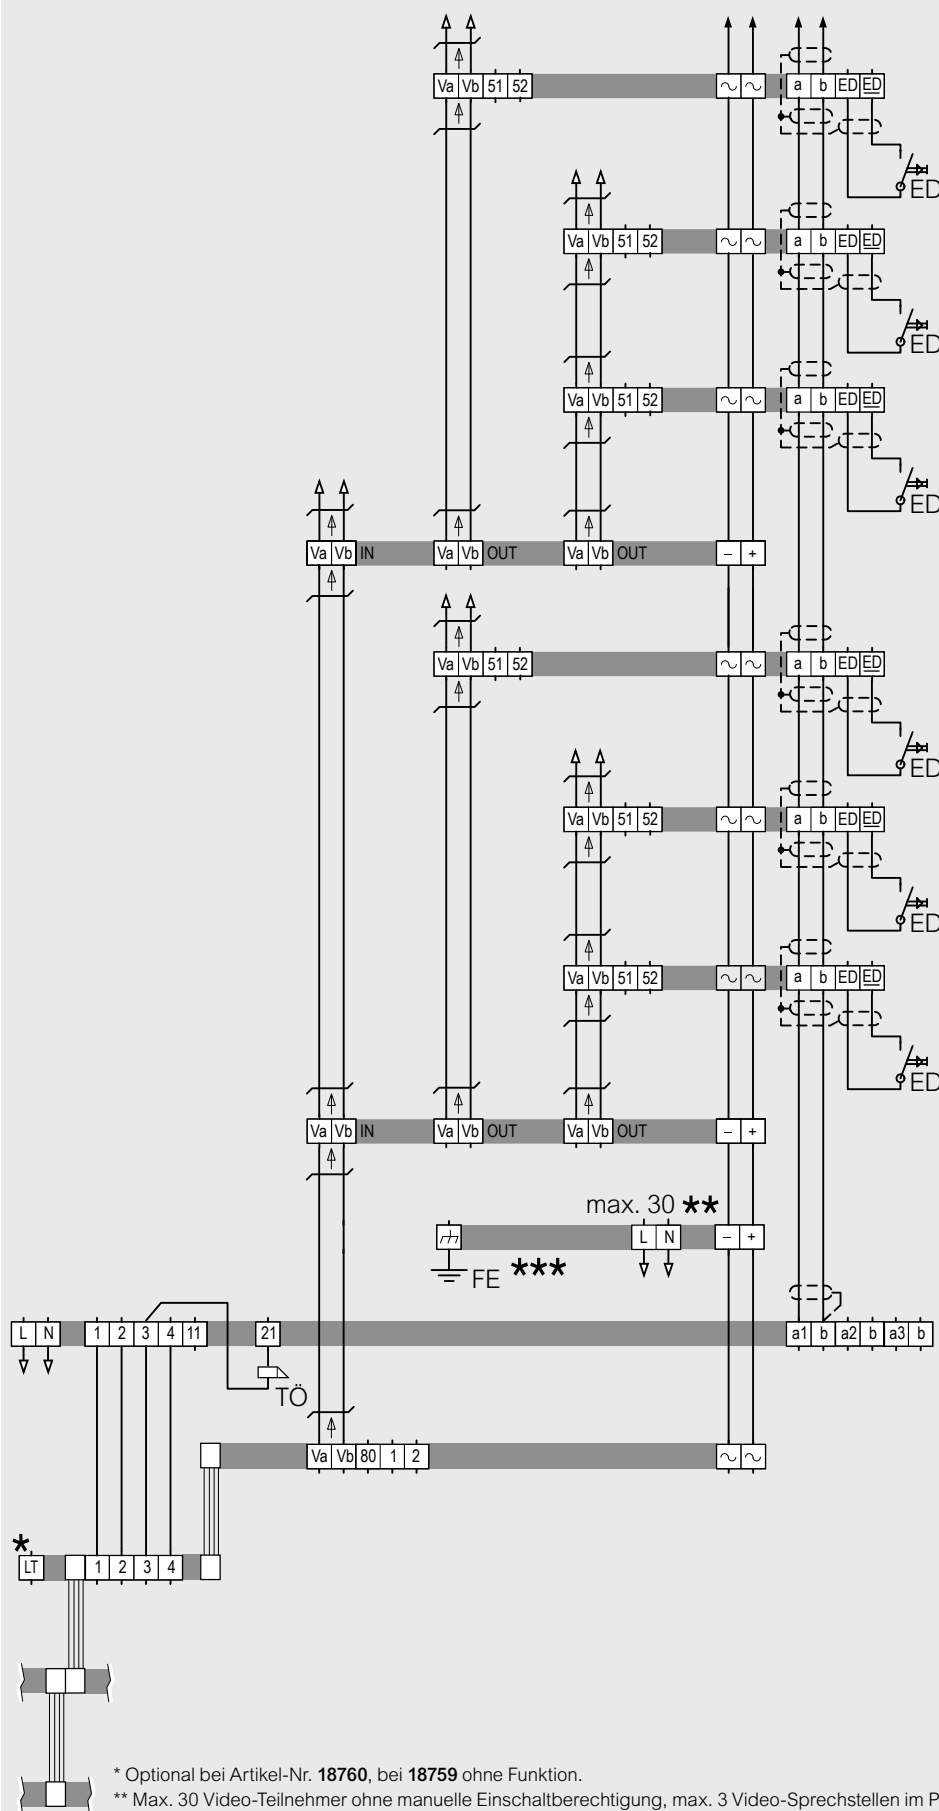 Va Vb 51 52 ~ ~ a b ED ED
ED
Va Vb 51 52 ~ ~ a b ED ED
ED
Va Vb 51 52 ~ ~ a b ED ED
ED
Va Vb IN Va Vb OUT Va Vb OUT – +
Va Vb 51 52 ~ ~ a b ED ED
ED
Va Vb 51 52 ~ ~ a b ED ED
ED
Va Vb 51 52 ~ ~ a b ED ED
ED
Va Vb IN Va Vb OUT Va Vb OUT – +
max. 30 **
L N – +
FE ***
L N 1 2 3 4 11 21 a1 b a2 b a3 b
TÖ
Va Vb 80 1 2 ~ ~
*
LT 1 2 3 4
* Optional bei Artikel-Nr. 18760, bei 18759 ohne Funktion.
** Max. 30 Video-Teilnehmer ohne manuelle Einschaltberechtigung, max. 3 Video-Sprechstellen im P